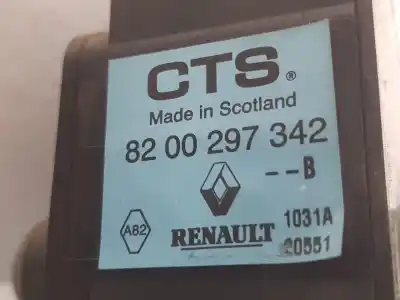 CTS®
Made in Scotland
82 00 297 342
--B
A82
RENAULT
1031A
20551